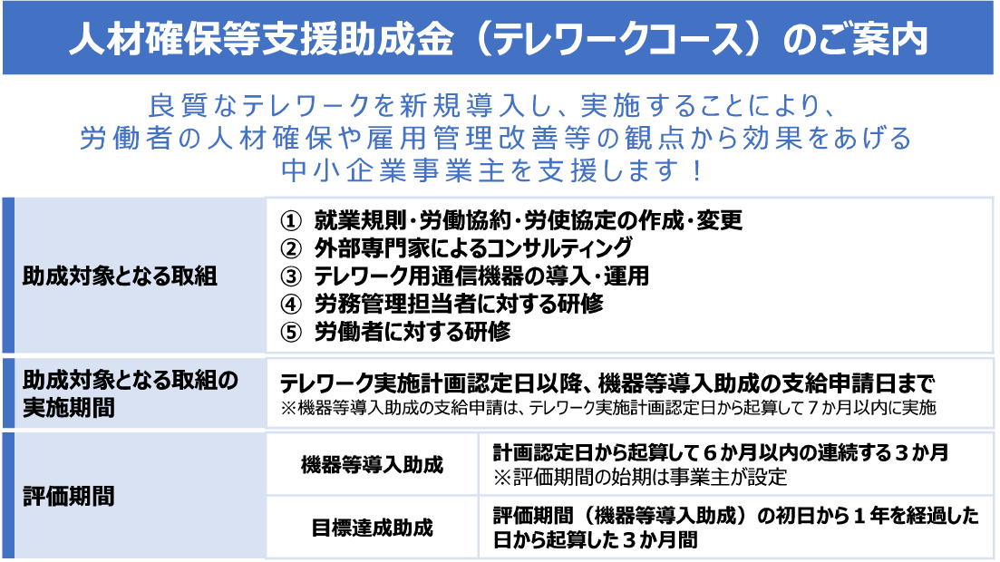 人材確保等支援助成金（テレワークコース）のご案内
良質なテレワークを新規導入し、実施することにより、
労働者の人材確保や雇用管理改善等の観点から効果をあげる
中小企業事業主を支援します！
助成対象となる取組
① 就業規則・労働協約・労使協定の作成・変更
② 外部専門家によるコンサルティング
③ テレワーク用通信機器の導入・運用
④ 労務管理担当者に対する研修
⑤ 労働者に対する研修
助成対象となる取組の
実施期間
テレワーク実施計画認定日以降、機器等導入助成の支給申請日まで
※機器等導入助成の支給申請は、テレワーク実施計画認定日から起算して７か月以内に実施
評価期間
機器等導入助成
計画認定日から起算して６か月以内の連続する３か月
※評価期間の始期は事業主が設定
目標達成助成
評価期間（機器等導入助成）の初日から１年を経過した
日から起算した３か月間